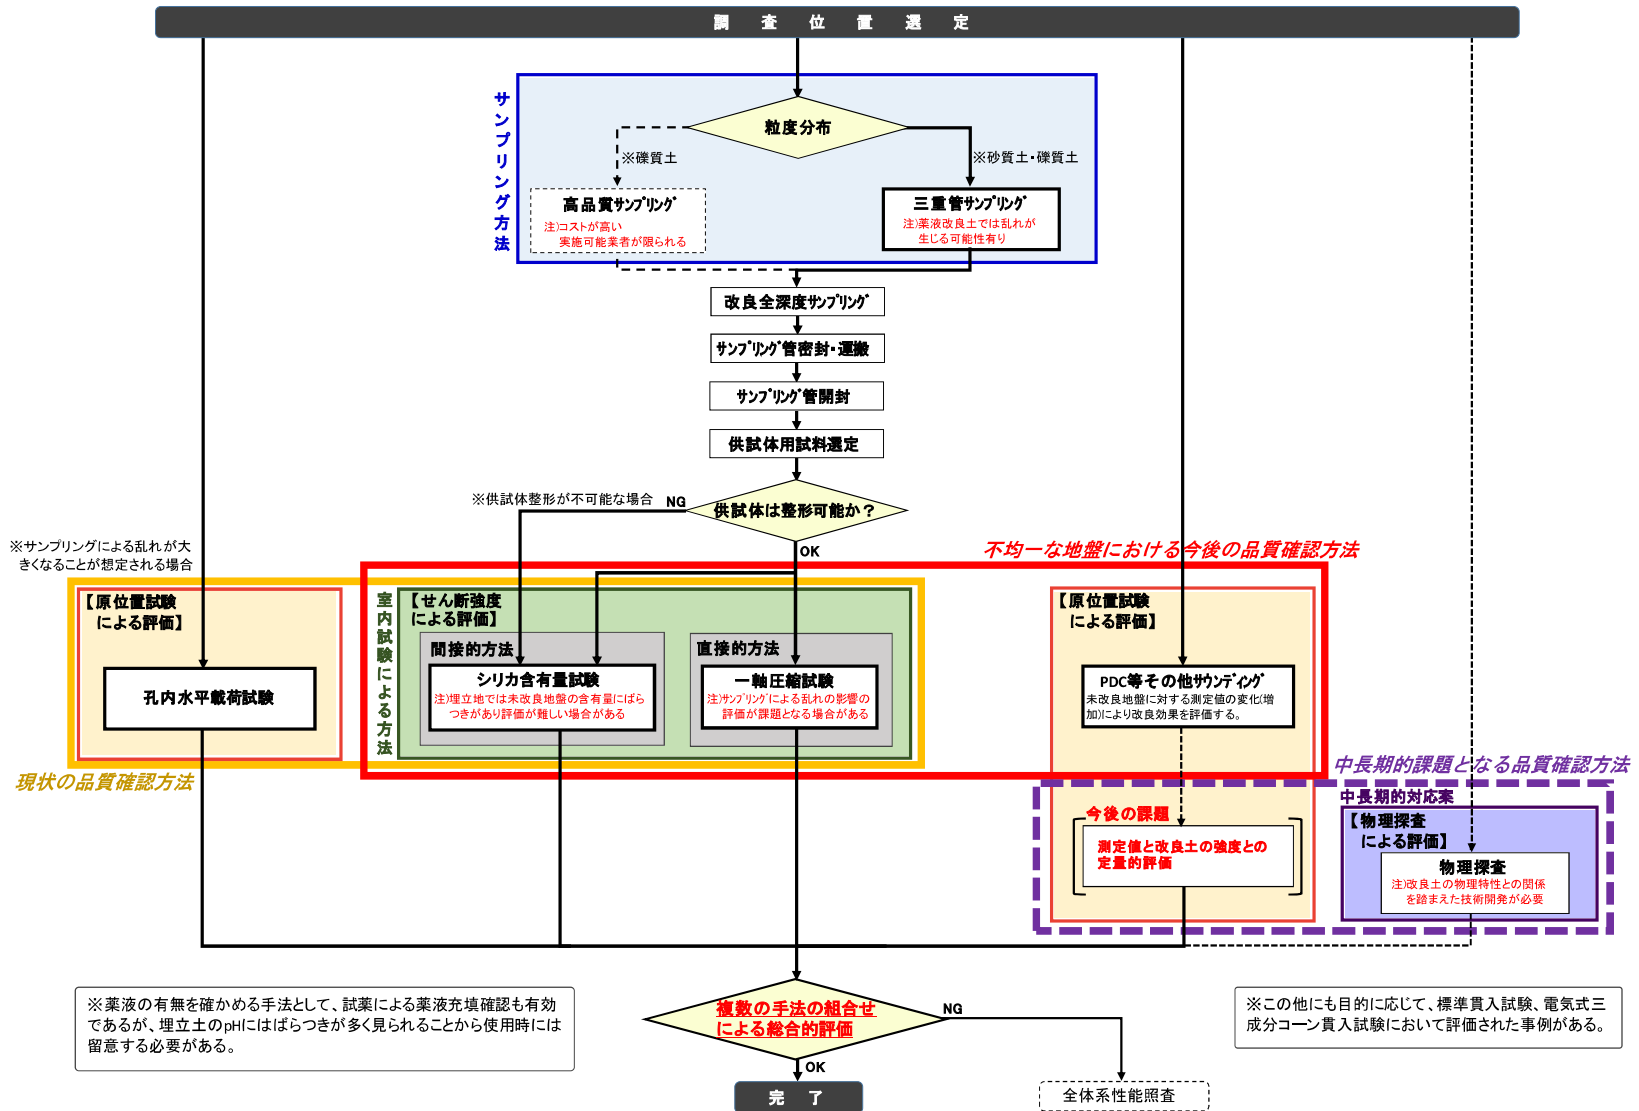 調査位置選定
サンプリング方法
粒度分布
※礫質土
※砂質土・礫質土
高品質サンプリング
注)コストが高い
実施可能業者が限られる
三重管サンプリング
注)薬液改良土では乱れが
生じる可能性有り
改良全深度サンプリング
サンプリング管密封・運搬
サンプリング管開封
供試体用試料選定
※供試体整形が不可能な場合
NG
供試体は整形可能か？
OK
※サンプリングによる乱れが大
きくなることが想定される場合
不均一な地盤における今後の品質確認方法
【原位置試験
による評価】
孔内水平載荷試験
室内試験による方法
【せん断強度
による評価】
間接的方法
シリカ含有量試験
注)埋立地では未改良地盤の含有量にばら
つきがあり評価が難しい場合がある
直接的方法
一軸圧縮試験
注)サンプリングによる乱れの影響の
評価が課題となる場合がある
【原位置試験
による評価】
PDC等その他サウンディング
未改良地盤に対する測定値の変化(増
加)により改良効果を評価する。
現状の品質確認方法
中長期的課題となる品質確認方法
今後の課題
測定値と改良土の強度との
定量的評価
中長期的対応案
【物理探査
による評価】
物理探査
注)改良土の物理特性との関係
を踏まえた技術開発が必要
※薬液の有無を確かめる手法として、試薬による薬液充填確認も有効
であるが、埋立土のpHにはばらつきが多く見られることから使用時には
留意する必要がある。
複数の手法の組合せ
による総合的評価
NG
OK
※この他にも目的に応じて、標準貫入試験、電気式三
成分コーン貫入試験において評価された事例がある。
完了
全体系性能照査